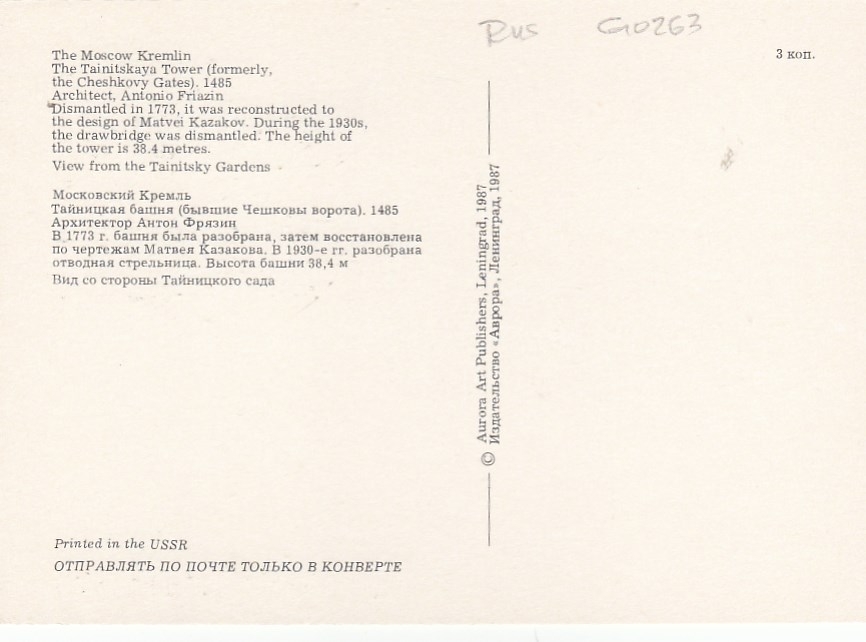 Rus G0263
3 коп.
The Moscow Kremlin
The Tainitskaya Tower (formerly,
the Cheshkovy Gates). 1485
Architect, Antonio Friazin
Dismantled in 1773, it was reconstructed to
the design of Matvei Kazakov. During the 1930s,
the drawbridge was dismantled. The height of
the tower is 38.4 metres.
View from the Tainitsky Gardens
Московский Кремль
Тайницкая башня (бывшие Чешковы ворота). 1485
Архитектор Антон Фрязин
В 1773 г. башня была разобрана, затем восстановлена
по чертежам Матвея Казакова. В 1930-е гг. разобрана
отводная стрельница. Высота башни 38,4 м
Вид со стороны Тайницкого сада
© Aurora Art Publishers, Leningrad, 1987
Издательство «Аврора», Ленинград, 1987
Printed in the USSR
ОТПРАВЛЯТЬ ПО ПОЧТЕ ТОЛЬКО В КОНВЕРТЕ